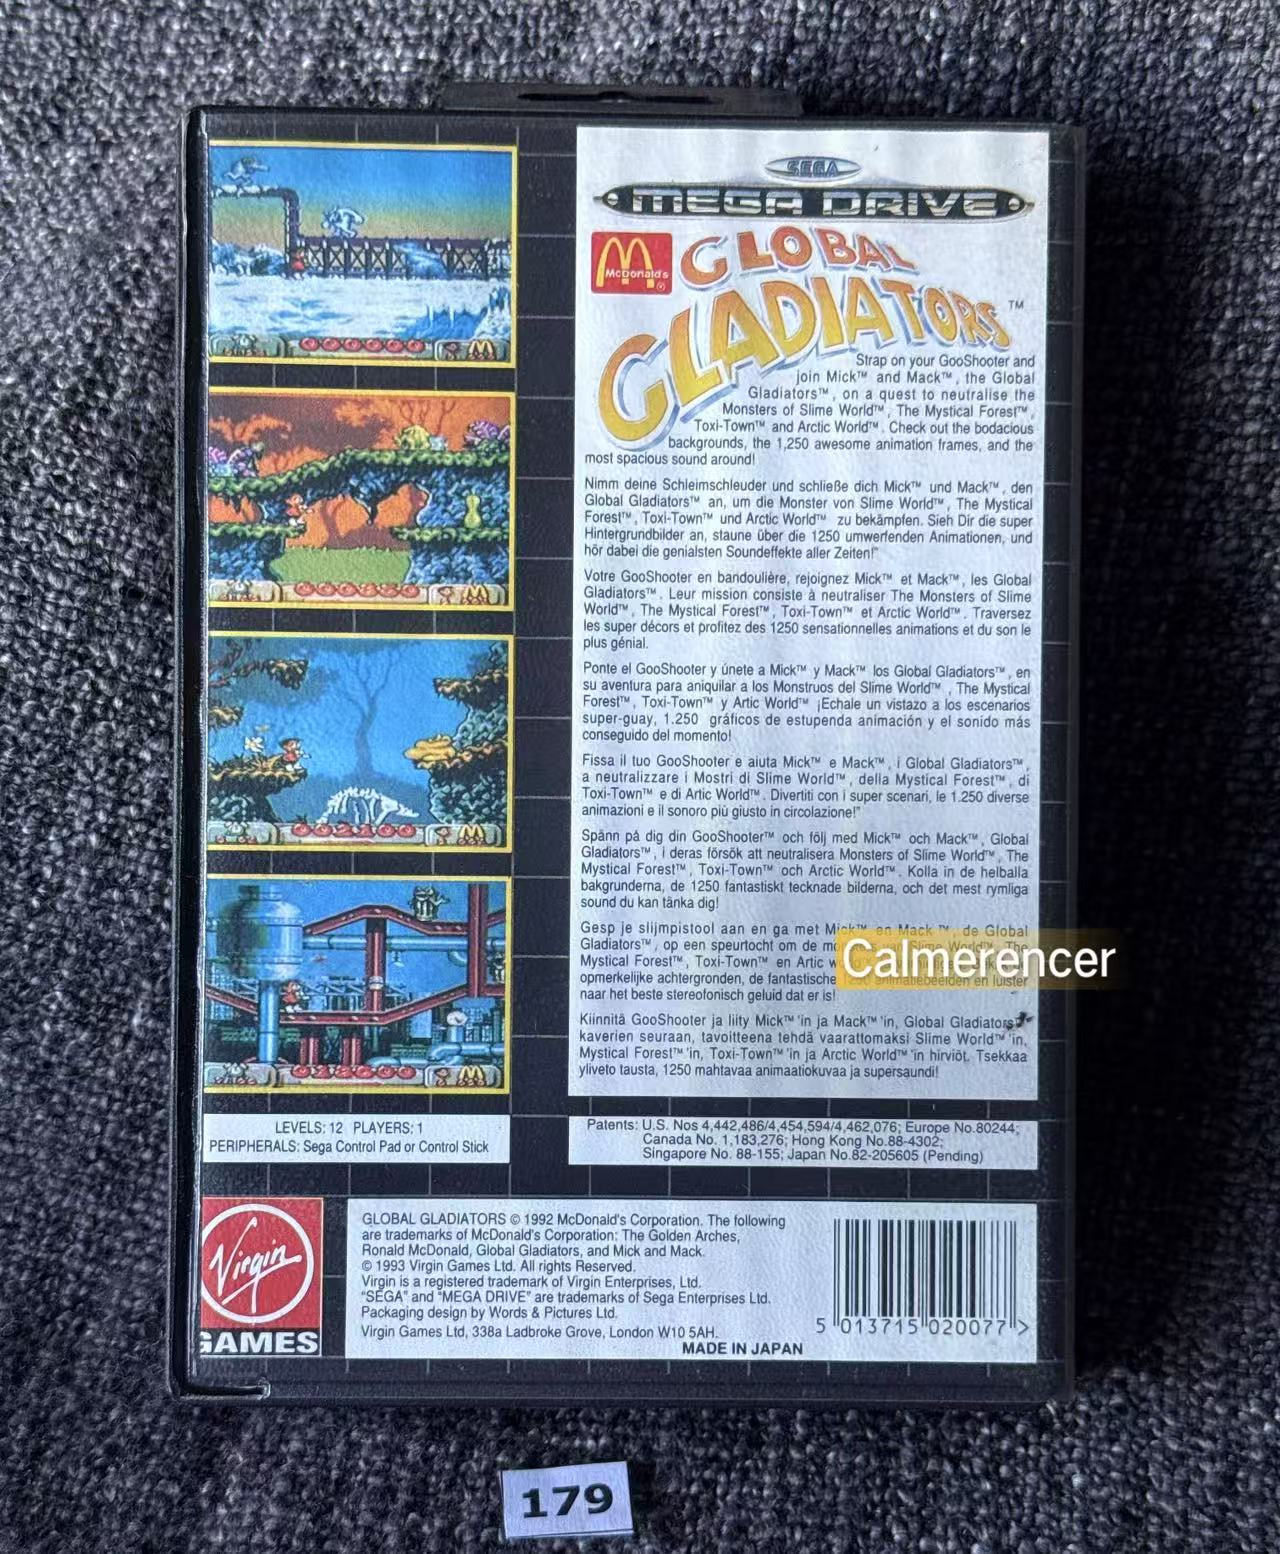 SEGA
MEGA DRIVE
McDonald's ®
GLOBAL
GLADIATORS™
Strap on your GooShooter and
join Mick™ and Mack™, the Global
Gladiators™, on a quest to neutralise the
Monsters of Slime World™, The Mystical Forest™,
Toxi-Town™ and Arctic World™. Check out the bodacious
backgrounds, the 1,250 awesome animation frames, and the
most spacious sound around!
Nimm deine Schleimschleuder und schließe dich Mick™ und Mack™, den
Global Gladiators™ an, um die Monster von Slime World™, The Mystical
Forest™, Toxi-Town™ und Arctic World™ zu bekämpfen. Sieh Dir die super
Hintergrundbilder an, staune über die 1250 umwerfenden Animationen, und
hör dabei die genialsten Soundeffekte aller Zeiten!"
Votre GooShooter en bandoulière, rejoignez Mick™ et Mack™, les Global
Gladiators™. Leur mission consiste à neutraliser The Monsters of Slime
World™, The Mystical Forest™, Toxi-Town™ et Arctic World™. Traversez
les super décors et profitez des 1250 sensationnelles animations et du son le
plus génial.
Ponte el GooShooter y únete a Mick™ y Mack™ los Global Gladiators™, en
su aventura para aniquilar a los Monstruos del Slime World™, The Mystical
Forest™, Toxi-Town™ y Artic World™ ¡Echale un vistazo a los escenarios
super-guay, 1.250 gráficos de estupenda animación y el sonido más
conseguido del momento!
Fissa il tuo GooShooter e aiuta Mick™ e Mack™, i Global Gladiators™,
a neutralizzare i Mostri di Slime World™, della Mystical Forest™, di
Toxi-Town™ e di Artic World™. Divertiti con i super scenari, le 1.250 diverse
animazioni e il sonoro più giusto in circolazione!"
Spänn på dig din GooShooter™ och följ med Mick™ och Mack™, Global
Gladiators™, i deras försök att neutralisera Monsters of Slime World™, The
Mystical Forest™, Toxi-Town™ och Arctic World™. Kolla in de helballa
bakgrunderna, de 1250 fantastiskt tecknade bilderna, och det mest rymliga
sound du kan tänka dig!
Gesp je slijmpistool aan en ga met Mick™ en Mack ™, de Global
Gladiators™, op een speurtocht om de van Slime World™, The
Mystical Forest™, Toxi-Town™ en Artic
opmerkelijke achtergronden, de fantastische 1250 animatiebeelden en luister
naar het beste stereofonisch geluid dat er is!
Calmerencer
Kiinnitä GooShooter ja liity Mick™'in ja Mack™'in, Global Gladiators
kaverien seuraan, tavoitteena tehdä vaarattomaksi Slime World™'in,
Mystical Forest™'in, Toxi-Town™'in ja Arctic World™'in hirviöt. Tsekkaa
yliveto tausta, 1250 mahtavaa animaatiokuvaa ja supersaundi!
000000
000450
002100
LEVELS: 12 PLAYERS: 1
PERIPHERALS: Sega Control Pad or Control Stick
Patents: U.S. Nos 4,442,486/4,454,594/4,462,076; Europe No.80244;
Canada No. 1,183,276; Hong Kong No.88-4302;
Singapore No. 88-155; Japan No.82-205605 (Pending)
Virgin
GAMES
GLOBAL GLADIATORS © 1992 McDonald's Corporation. The following
are trademarks of McDonald's Corporation: The Golden Arches,
Ronald McDonald, Global Gladiators, and Mick and Mack.
© 1993 Virgin Games Ltd. All rights Reserved.
Virgin is a registered trademark of Virgin Enterprises, Ltd.
"SEGA" and "MEGA DRIVE" are trademarks of Sega Enterprises Ltd.
Packaging design by Words & Pictures Ltd.
Virgin Games Ltd, 338a Ladbroke Grove, London W10 5AH.
MADE IN JAPAN
5 013715 020077 >
179